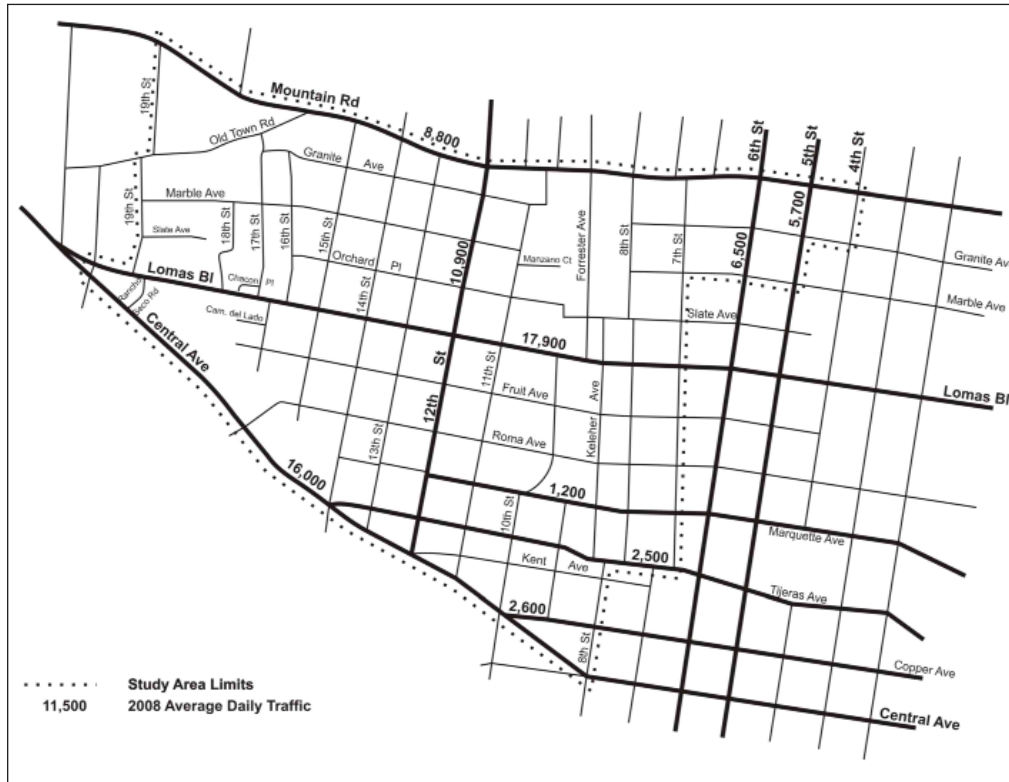 Mountain Rd
8,800
19th St
Old Town Rd
Granite Ave
6th St
5th St
4th St
Marble Ave
19th St
Slate Ave
18th St
17th St
16th St
15th St
Orchard Pl
14th St
10,900
Manzano Ct
Forrester Ave
8th St
7th St
6,500
5,700
Granite Ave
Marble Ave
Lomas Bl
Chacon Pl
Rancho
Seco Rd
Cam. del Lado
Slate Ave
Central Ave
17,900
Lomas Bl
12th St
11th St
Fruit Ave
Keleher Ave
13th St
Roma Ave
16,000
1,200
10th St
Marquette Ave
Kent Ave
2,500
Tijeras Ave
2,600
8th St
Copper Ave
Central Ave
Study Area Limits
11,500 2008 Average Daily Traffic